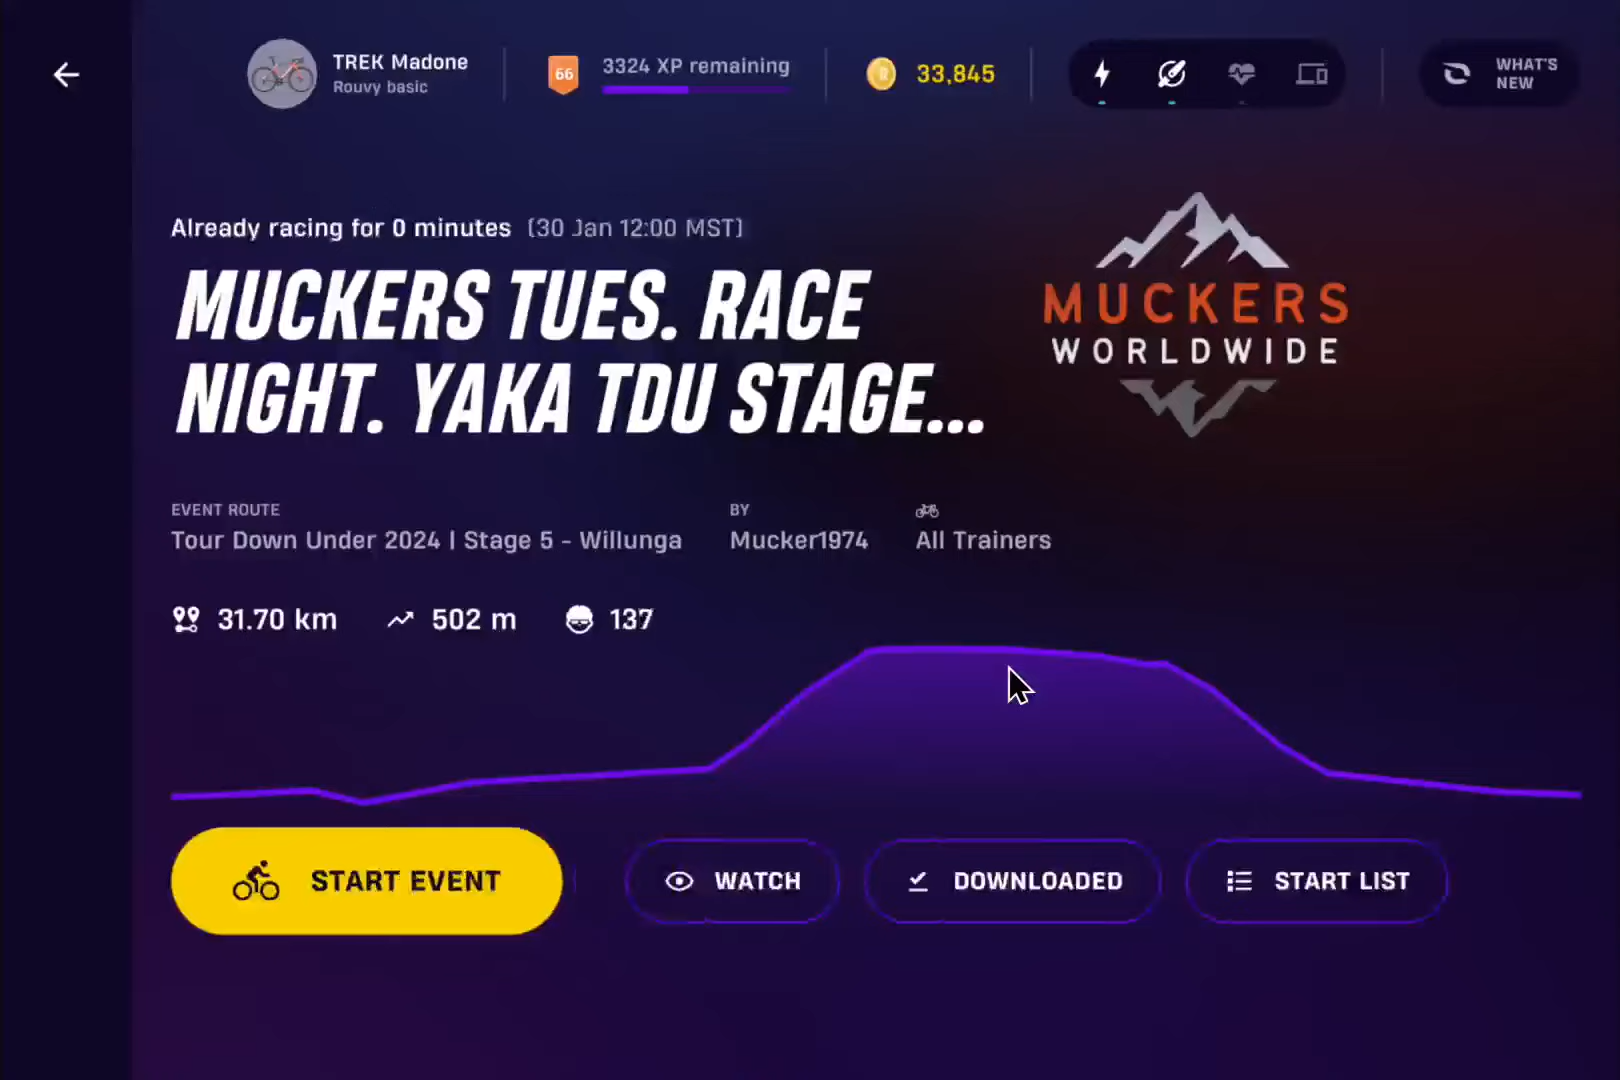 TREK Madone
Rouvy basic
66
3324 XP remaining
33,845
WHAT'S
NEW
Already racing for 0 minutes (30 Jan 12:00 MST)
MUCKERS TUES. RACE
NIGHT. YAKA TDU STAGE...
MUCKERS
WORLDWIDE
EVENT ROUTE
Tour Down Under 2024 | Stage 5 - Willunga
BY
Mucker1974
All Trainers
31.70 km
502 m
137
START EVENT
WATCH
DOWNLOADED
START LIST